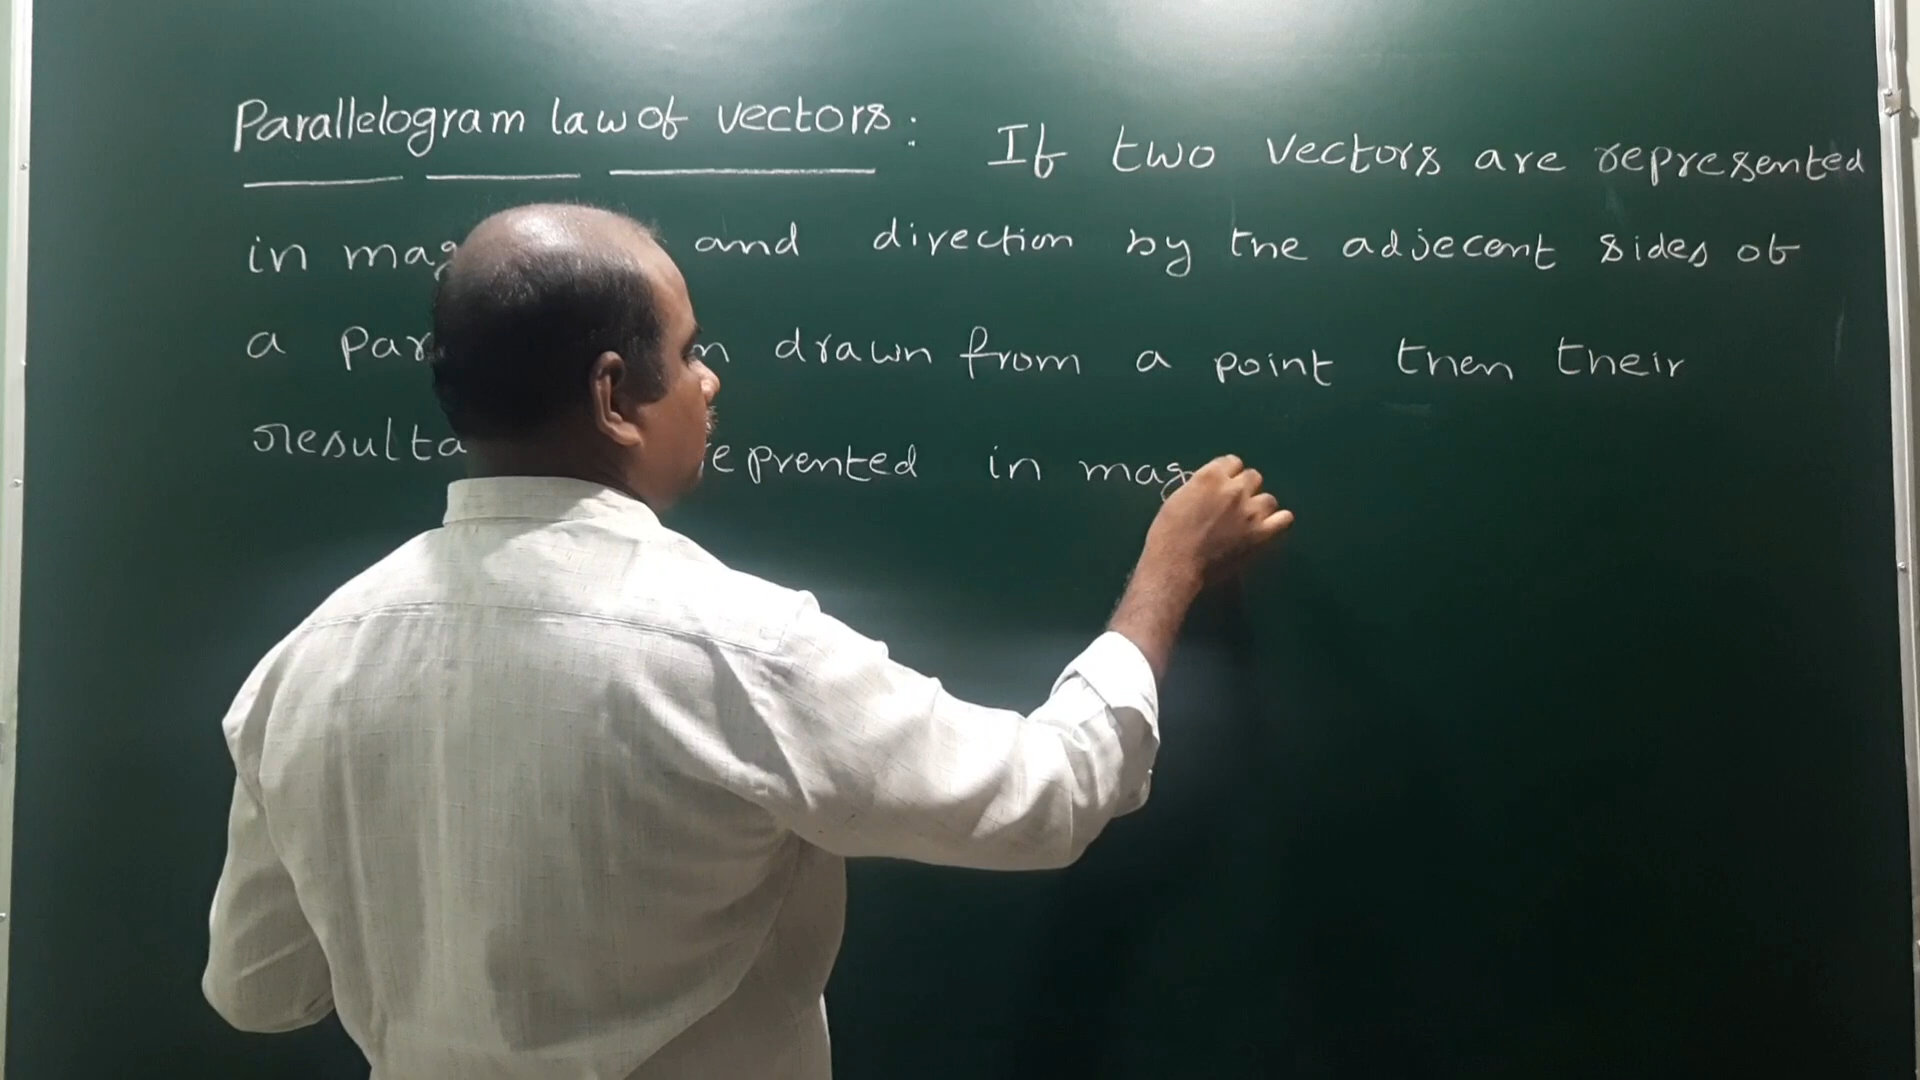 Parallelogram law of vectors : If two vectors are represented
in mag and direction by the adjecent sides of
a par drawn from a point then their
resulta reprented in mag